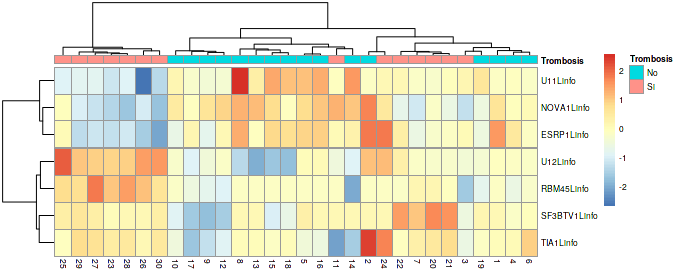 Trombosis
Trombosis
No
SI
2
1
0
-1
-2
U11Linfo
NOVA1Linfo
ESRP1Linfo
U12Linfo
RBM45Linfo
SF3BTV1Linfo
TIA1Linfo
25 29 27 23 28 26 30 10 17 9 12 8 13 15 18 5 16 11 14 2 24 22 7 20 21 3 19 1 4 6